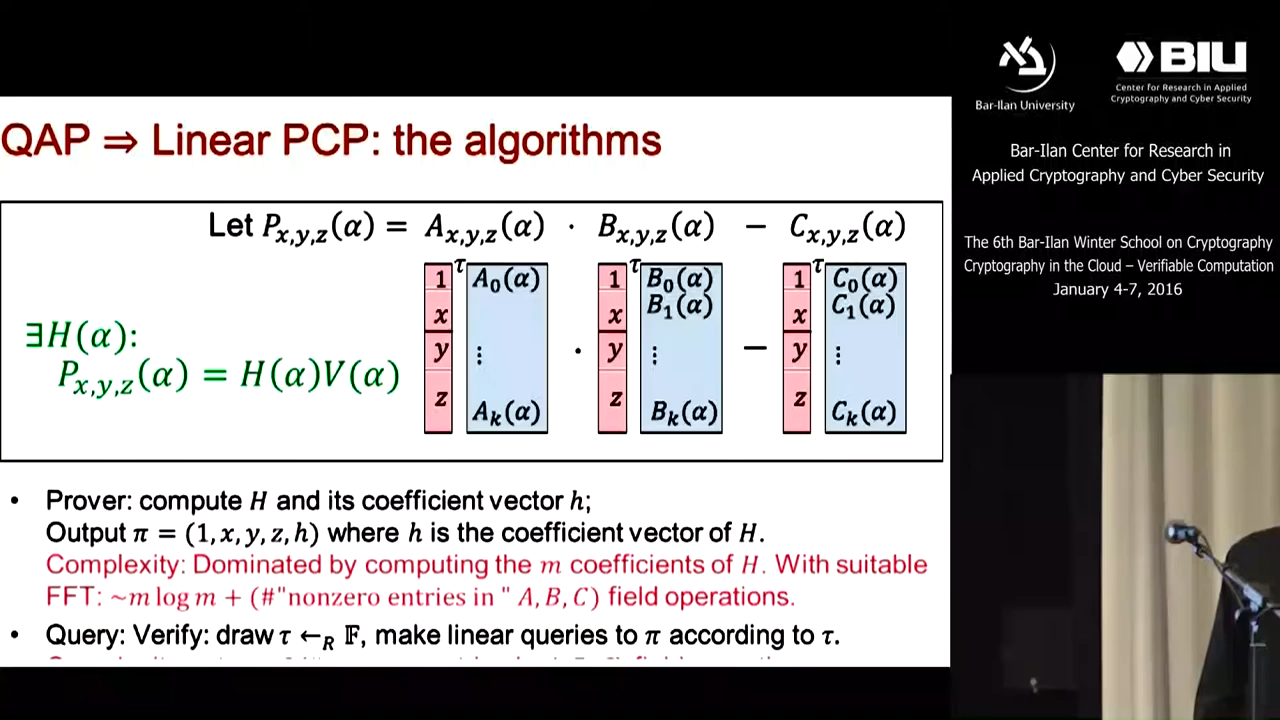 QAP ⇒ Linear PCP: the algorithms
Let P_{x,y,z}(α) = A_{x,y,z}(α) · B_{x,y,z}(α) − C_{x,y,z}(α)
1 τ A_0(α) 1 τ B_0(α) 1 τ C_0(α)
x x B_1(α) x C_1(α)
∃H(α):
y ⋮ · y ⋮ − y ⋮
P_{x,y,z}(α) = H(α)V(α)
z A_k(α) z B_k(α) z C_k(α)
• Prover: compute H and its coefficient vector h;
Output π = (1, x, y, z, h) where h is the coefficient vector of H.
Complexity: Dominated by computing the m coefficients of H. With suitable
FFT: ~m log m + (#"nonzero entries in " A, B, C) field operations.
• Query: Verify: draw τ ←_R 𝔽, make linear queries to π according to τ.
Bar-Ilan University
BIU
Center for Research in Applied
Cryptography and Cyber Security
Bar-Ilan Center for Research in
Applied Cryptography and Cyber Security
The 6th Bar-Ilan Winter School on Cryptography
Cryptography in the Cloud – Verifiable Computation
January 4-7, 2016